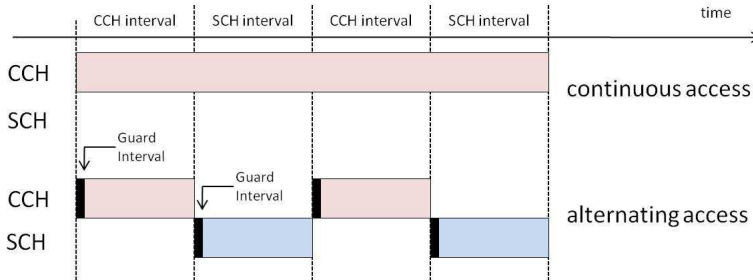 CCH interval SCH interval CCH interval SCH interval time
CCH
continuous access
SCH
Guard
Interval
Guard
Interval
CCH
alternating access
SCH